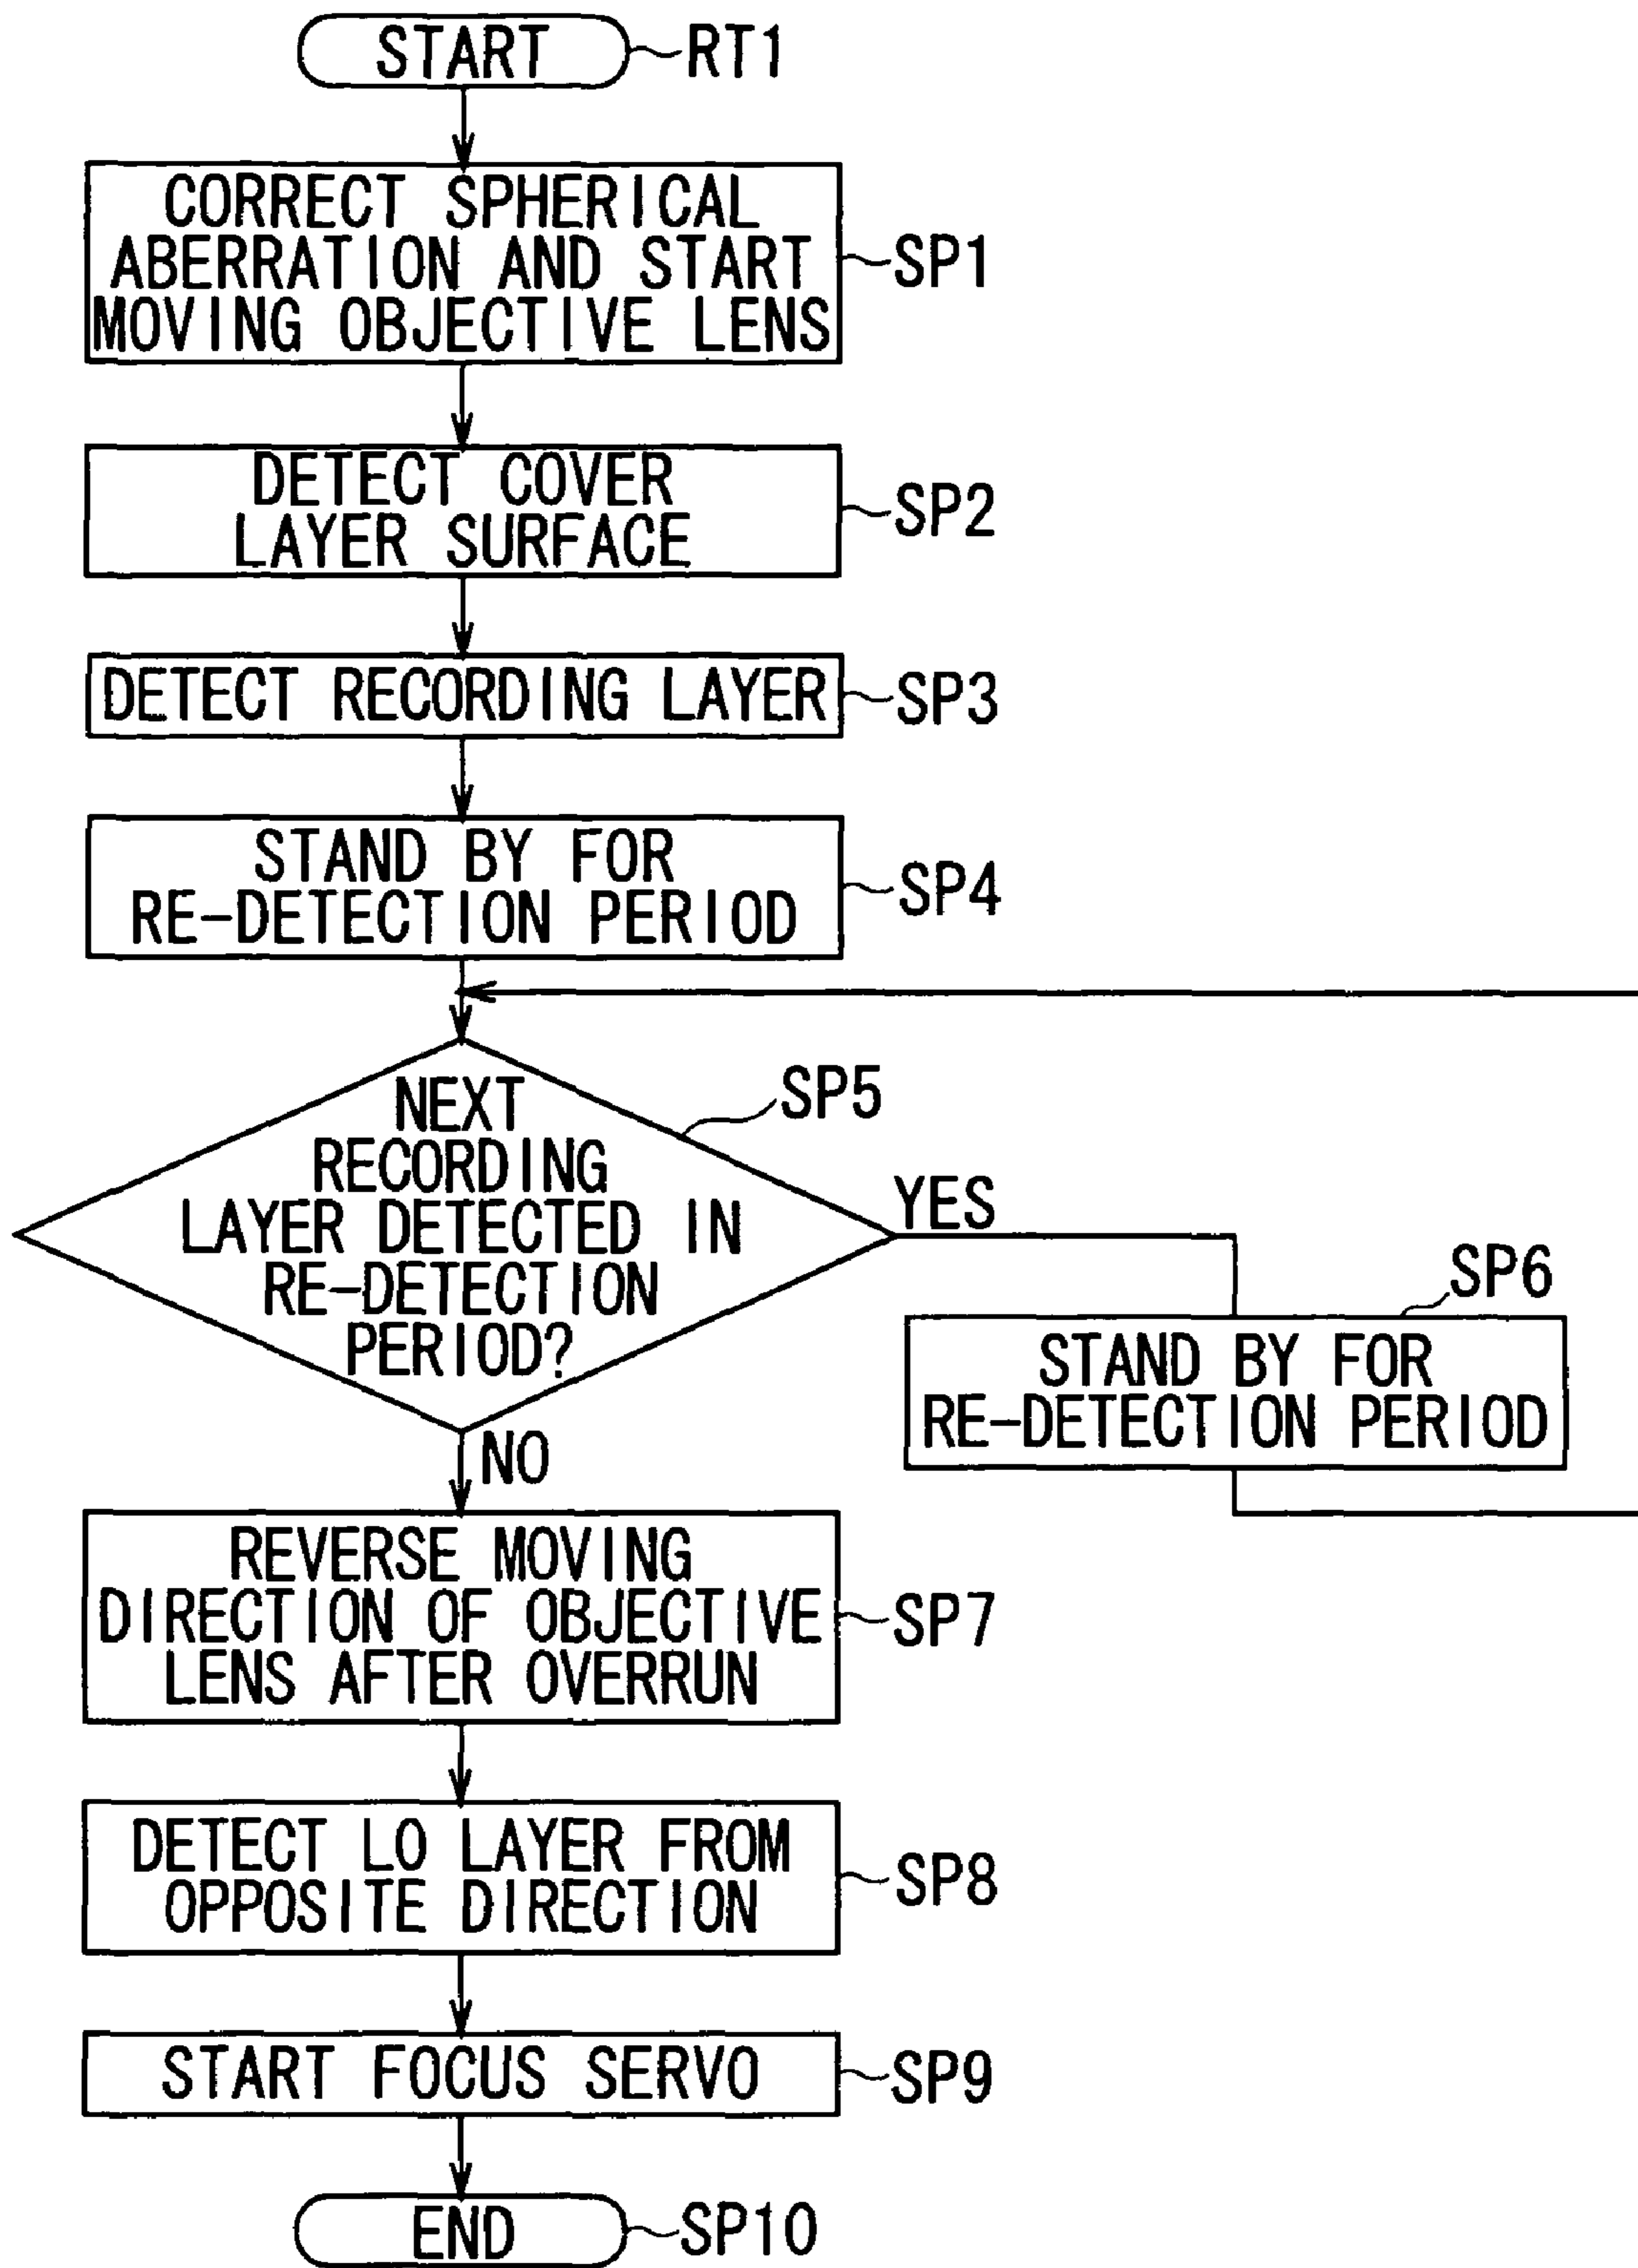 START
RT1
CORRECT SPHERICAL
ABERRATION AND START
MOVING OBJECTIVE LENS
SP1
DETECT COVER
LAYER SURFACE
SP2
DETECT RECORDING LAYER
SP3
STAND BY FOR
RE-DETECTION PERIOD
SP4
NEXT
RECORDING
LAYER DETECTED IN
RE-DETECTION
PERIOD?
SP5
YES
SP6
STAND BY FOR
RE-DETECTION PERIOD
NO
REVERSE MOVING
DIRECTION OF OBJECTIVE
LENS AFTER OVERRUN
SP7
DETECT L0 LAYER FROM
OPPOSITE DIRECTION
SP8
START FOCUS SERVO
SP9
END
SP10